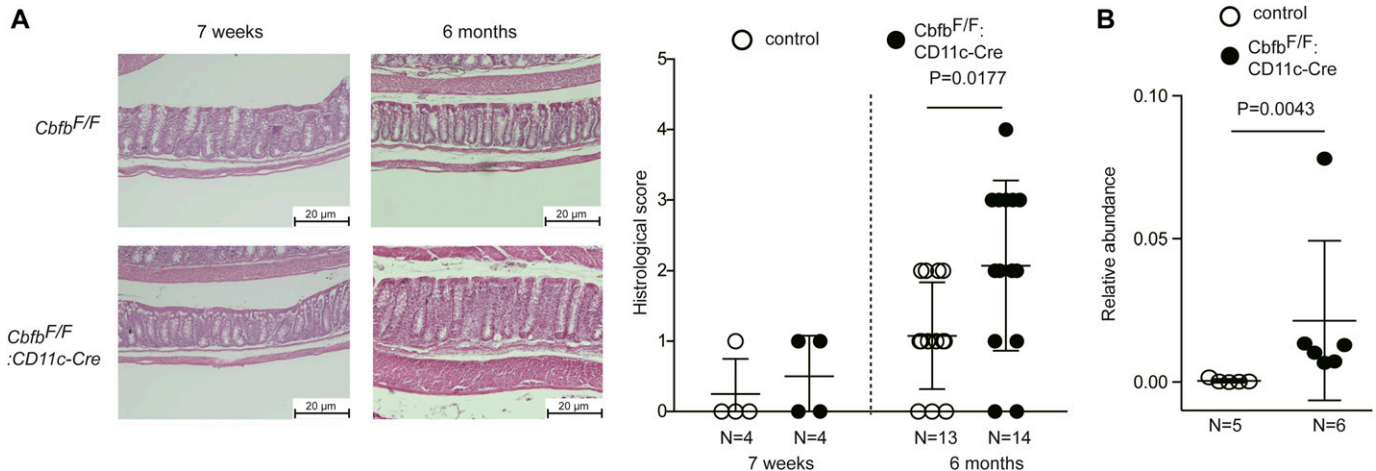 A
7 weeks
6 months
Cbfb^F/F
Cbfb^F/F
:CD11c-Cre
20 µm
20 µm
20 µm
20 µm
control
Cbfb^F/F:
CD11c-Cre
P=0.0177
Histrological score
5
4
3
2
1
0
N=4
N=4
N=13
N=14
7 weeks
6 months
B
control
Cbfb^F/F:
CD11c-Cre
P=0.0043
Relative abundance
0.10
0.05
0.00
N=5
N=6